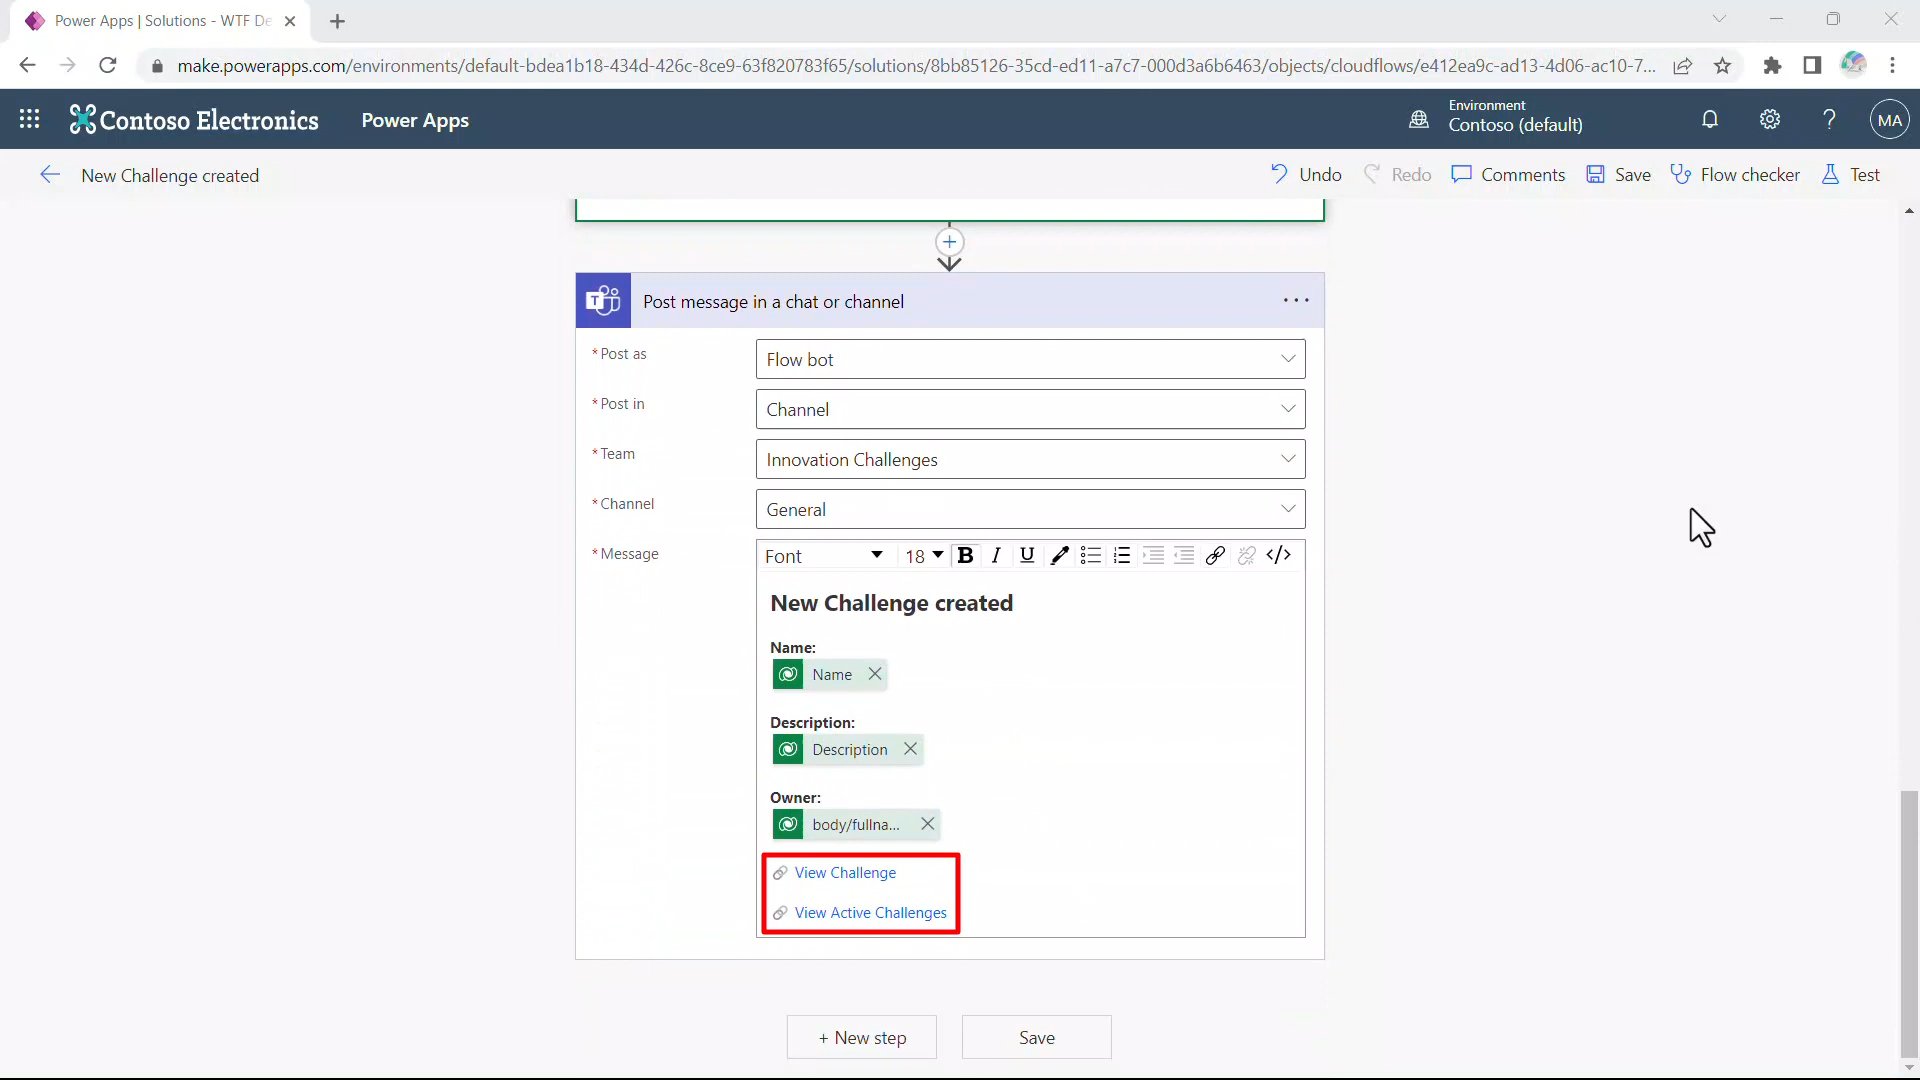 Power Apps | Solutions - WTF De
make.powerapps.com/environments/default-bdea1b18-434d-426c-8ce9-63f820783f65/solutions/8bb85126-35cd-ed11-a7c7-000d3a6b6463/objects/cloudflows/e412ea9c-ad13-4d06-ac10-7...
Contoso Electronics
Power Apps
Environment
Contoso (default)
?
MA
New Challenge created
Undo
Redo
Comments
Save
Flow checker
Test
Post message in a chat or channel
...
*Post as
Flow bot
*Post in
Channel
*Team
Innovation Challenges
*Channel
General
*Message
Font
18
B
I
U
</>
New Challenge created
Name:
Name
Description:
Description
Owner:
body/fullna...
View Challenge
View Active Challenges
+ New step
Save